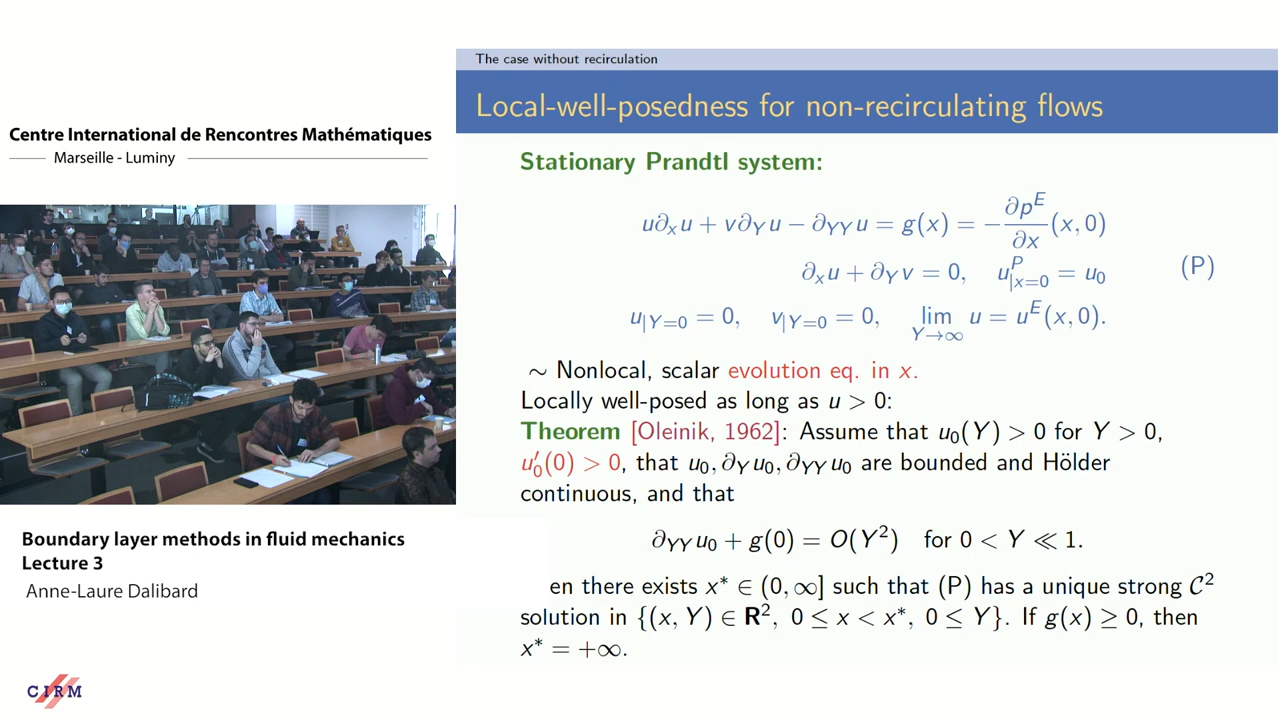 Centre International de Rencontres Mathématiques
Marseille - Luminy
Boundary layer methods in fluid mechanics
Lecture 3
Anne-Laure Dalibard
CIRM
The case without recirculation
Local-well-posedness for non-recirculating flows
Stationary Prandtl system:
u∂ₓu + v∂_Y u − ∂_YY u = g(x) = −∂p^E/∂x (x, 0)
∂ₓu + ∂_Y v = 0, u^P_|x=0 = u₀
(P)
u_|Y=0 = 0, v_|Y=0 = 0, lim_Y→∞ u = u^E(x, 0).
∼ Nonlocal, scalar evolution eq. in x.
Locally well-posed as long as u > 0:
Theorem [Oleinik, 1962]: Assume that u₀(Y) > 0 for Y > 0,
u′₀(0) > 0, that u₀, ∂_Y u₀, ∂_YY u₀ are bounded and Hölder
continuous, and that
∂_YY u₀ + g(0) = O(Y²) for 0 < Y ≪ 1.
en there exists x* ∈ (0, ∞] such that (P) has a unique strong C²
solution in {(x, Y) ∈ R², 0 ≤ x < x*, 0 ≤ Y}. If g(x) ≥ 0, then
x* = +∞.